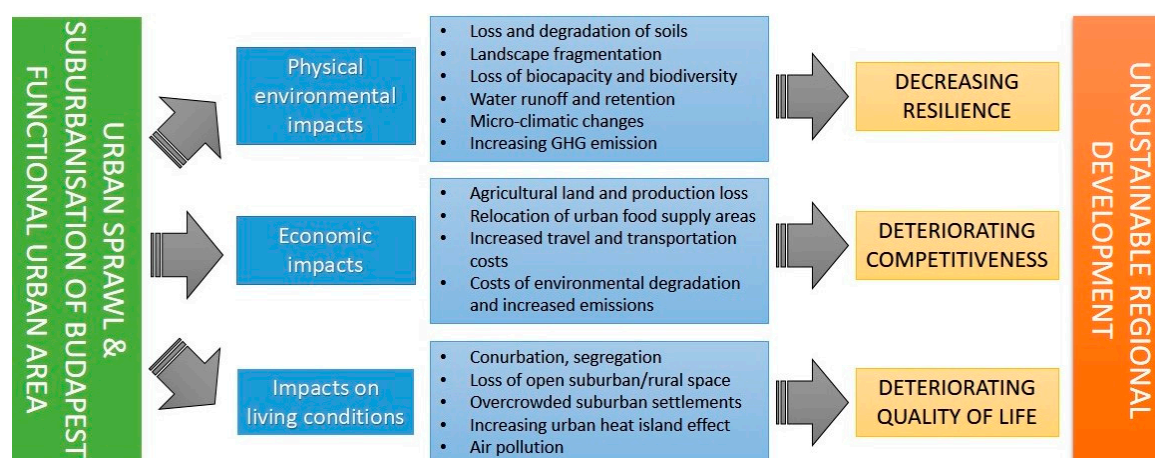 URBAN SPRAWL &
SUBURBANISATION OF BUDAPEST
FUNCTIONAL URBAN AREA
Physical
environmental
impacts
• Loss and degradation of soils
• Landscape fragmentation
• Loss of biocapacity and biodiversity
• Water runoff and retention
• Micro-climatic changes
• Increasing GHG emission
DECREASING
RESILIENCE
Economic
impacts
• Agricultural land and production loss
• Relocation of urban food supply areas
• Increased travel and transportation
costs
• Costs of environmental degradation
and increased emissions
DETERIORATING
COMPETITIVENESS
Impacts on
living conditions
• Conurbation, segregation
• Loss of open suburban/rural space
• Overcrowded suburban settlements
• Increasing urban heat island effect
• Air pollution
DETERIORATING
QUALITY OF LIFE
UNSUSTAINABLE REGIONAL
DEVELOPMENT